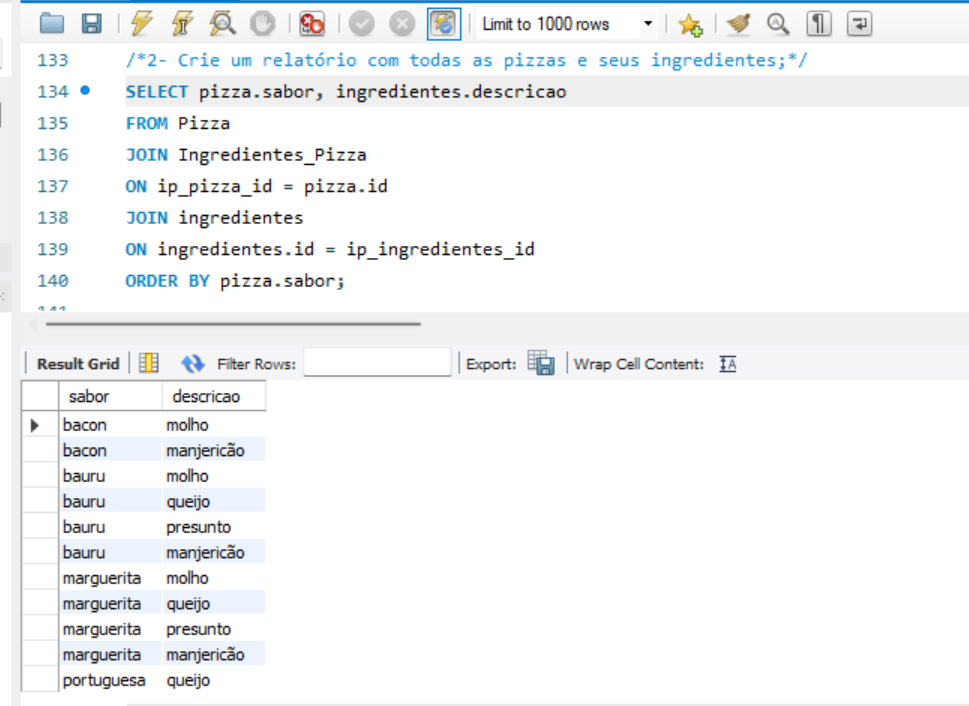 Limit to 1000 rows
133 /*2- Crie um relatório com todas as pizzas e seus ingredientes;*/
134 SELECT pizza.sabor, ingredientes.descricao
135 FROM Pizza
136 JOIN Ingredientes_Pizza
137 ON ip_pizza_id = pizza.id
138 JOIN ingredientes
139 ON ingredientes.id = ip_ingredientes_id
140 ORDER BY pizza.sabor;
141
Result Grid Filter Rows: Export: Wrap Cell Content: IA
sabor descricao
bacon molho
bacon manjericão
bauru molho
bauru queijo
bauru presunto
bauru manjericão
marguerita molho
marguerita queijo
marguerita presunto
marguerita manjericão
portuguesa queijo